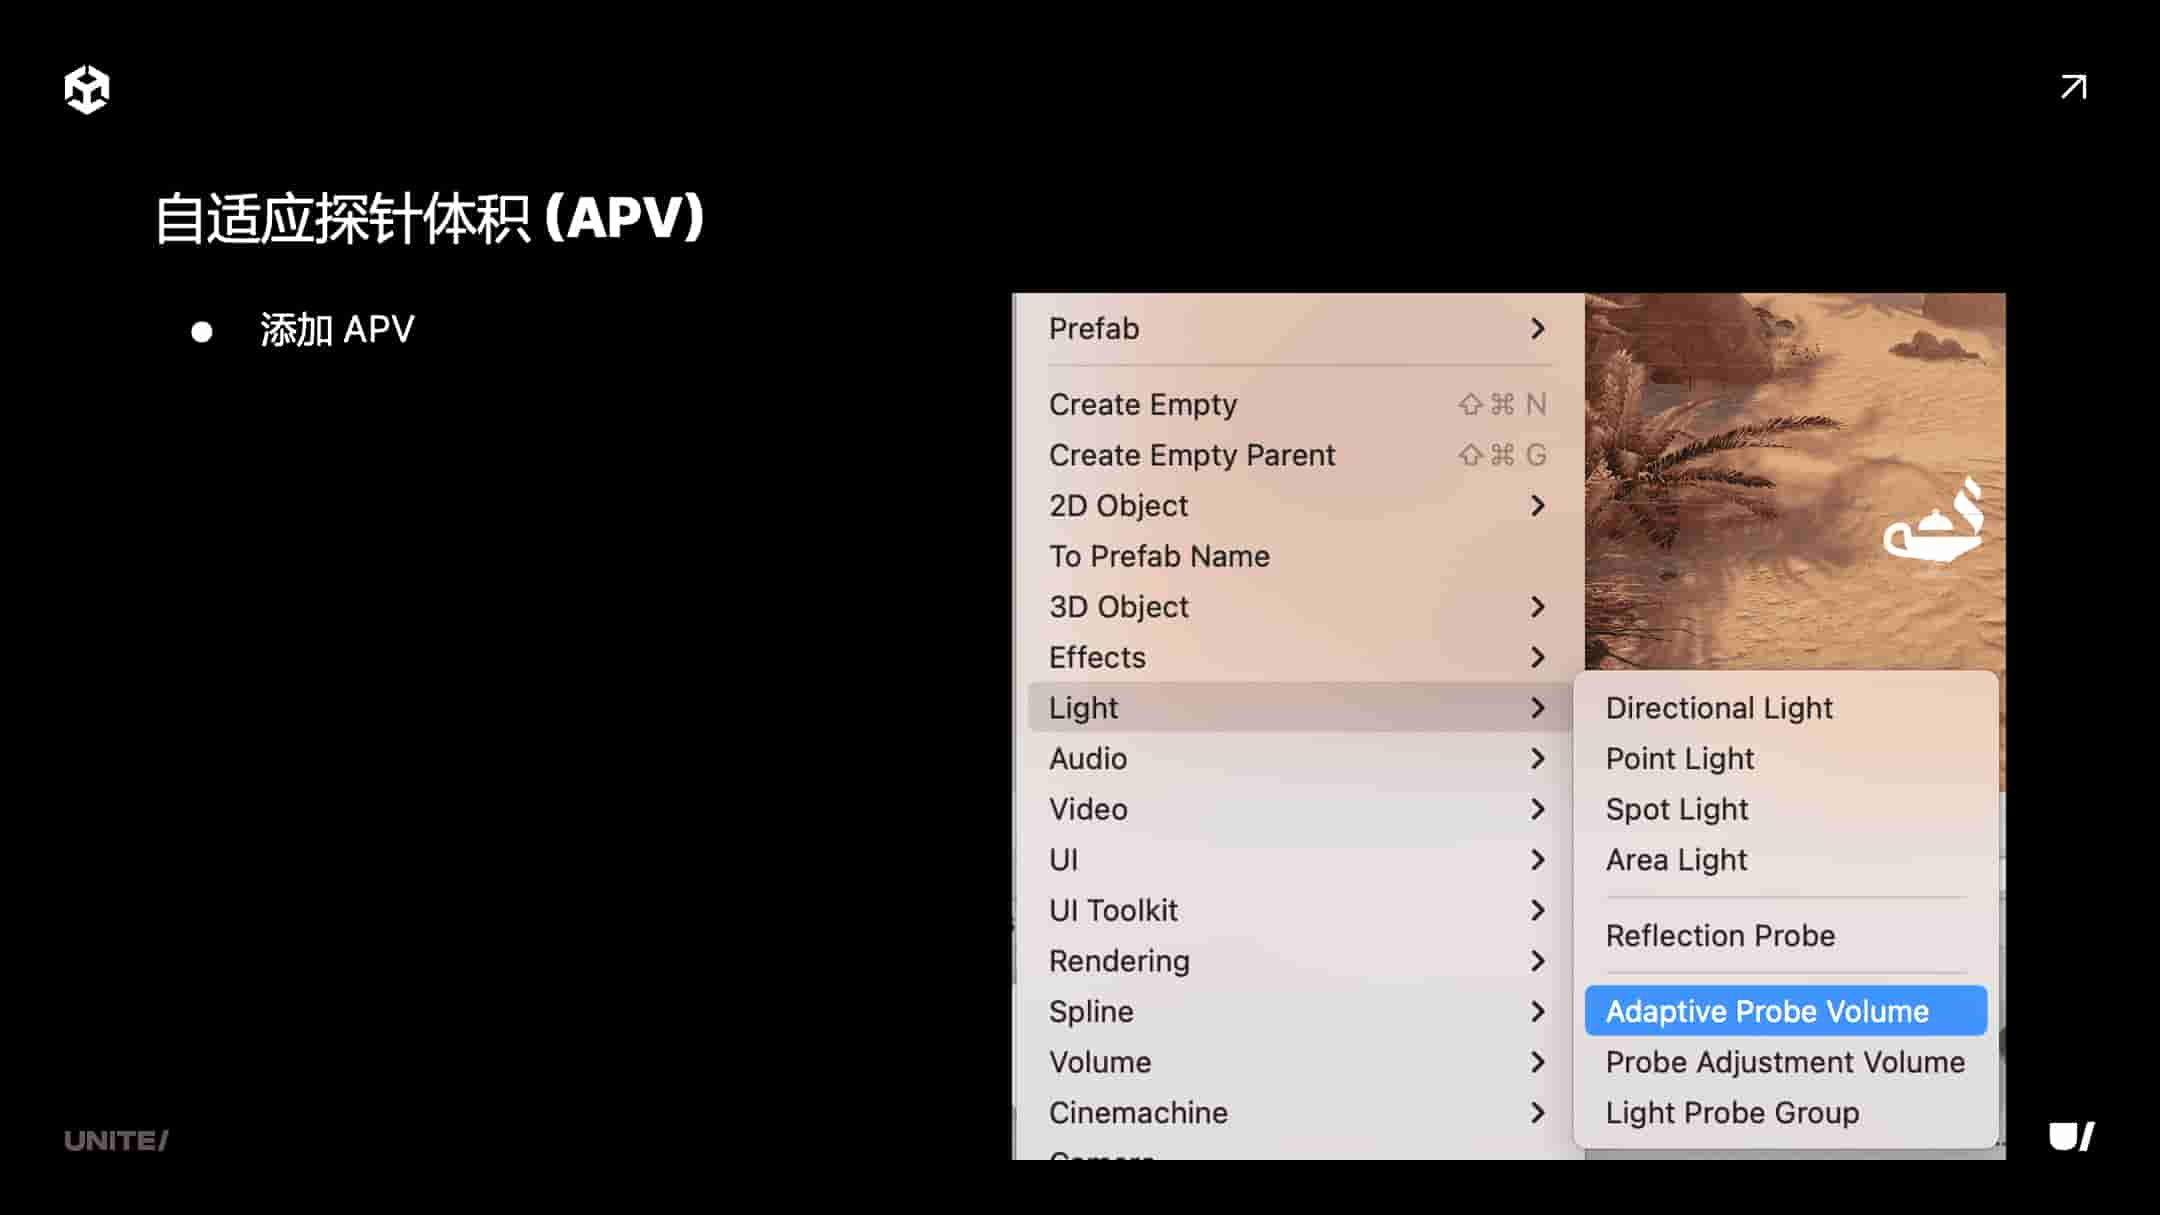 自适应探针体积 (APV)
添加 APV
Prefab
Create Empty ⇧⌘ N
Create Empty Parent ⇧⌘ G
2D Object
To Prefab Name
3D Object
Effects
Light
Audio
Video
UI
UI Toolkit
Rendering
Spline
Volume
Cinemachine
Directional Light
Point Light
Spot Light
Area Light
Reflection Probe
Adaptive Probe Volume
Probe Adjustment Volume
Light Probe Group
UNITE/
U/